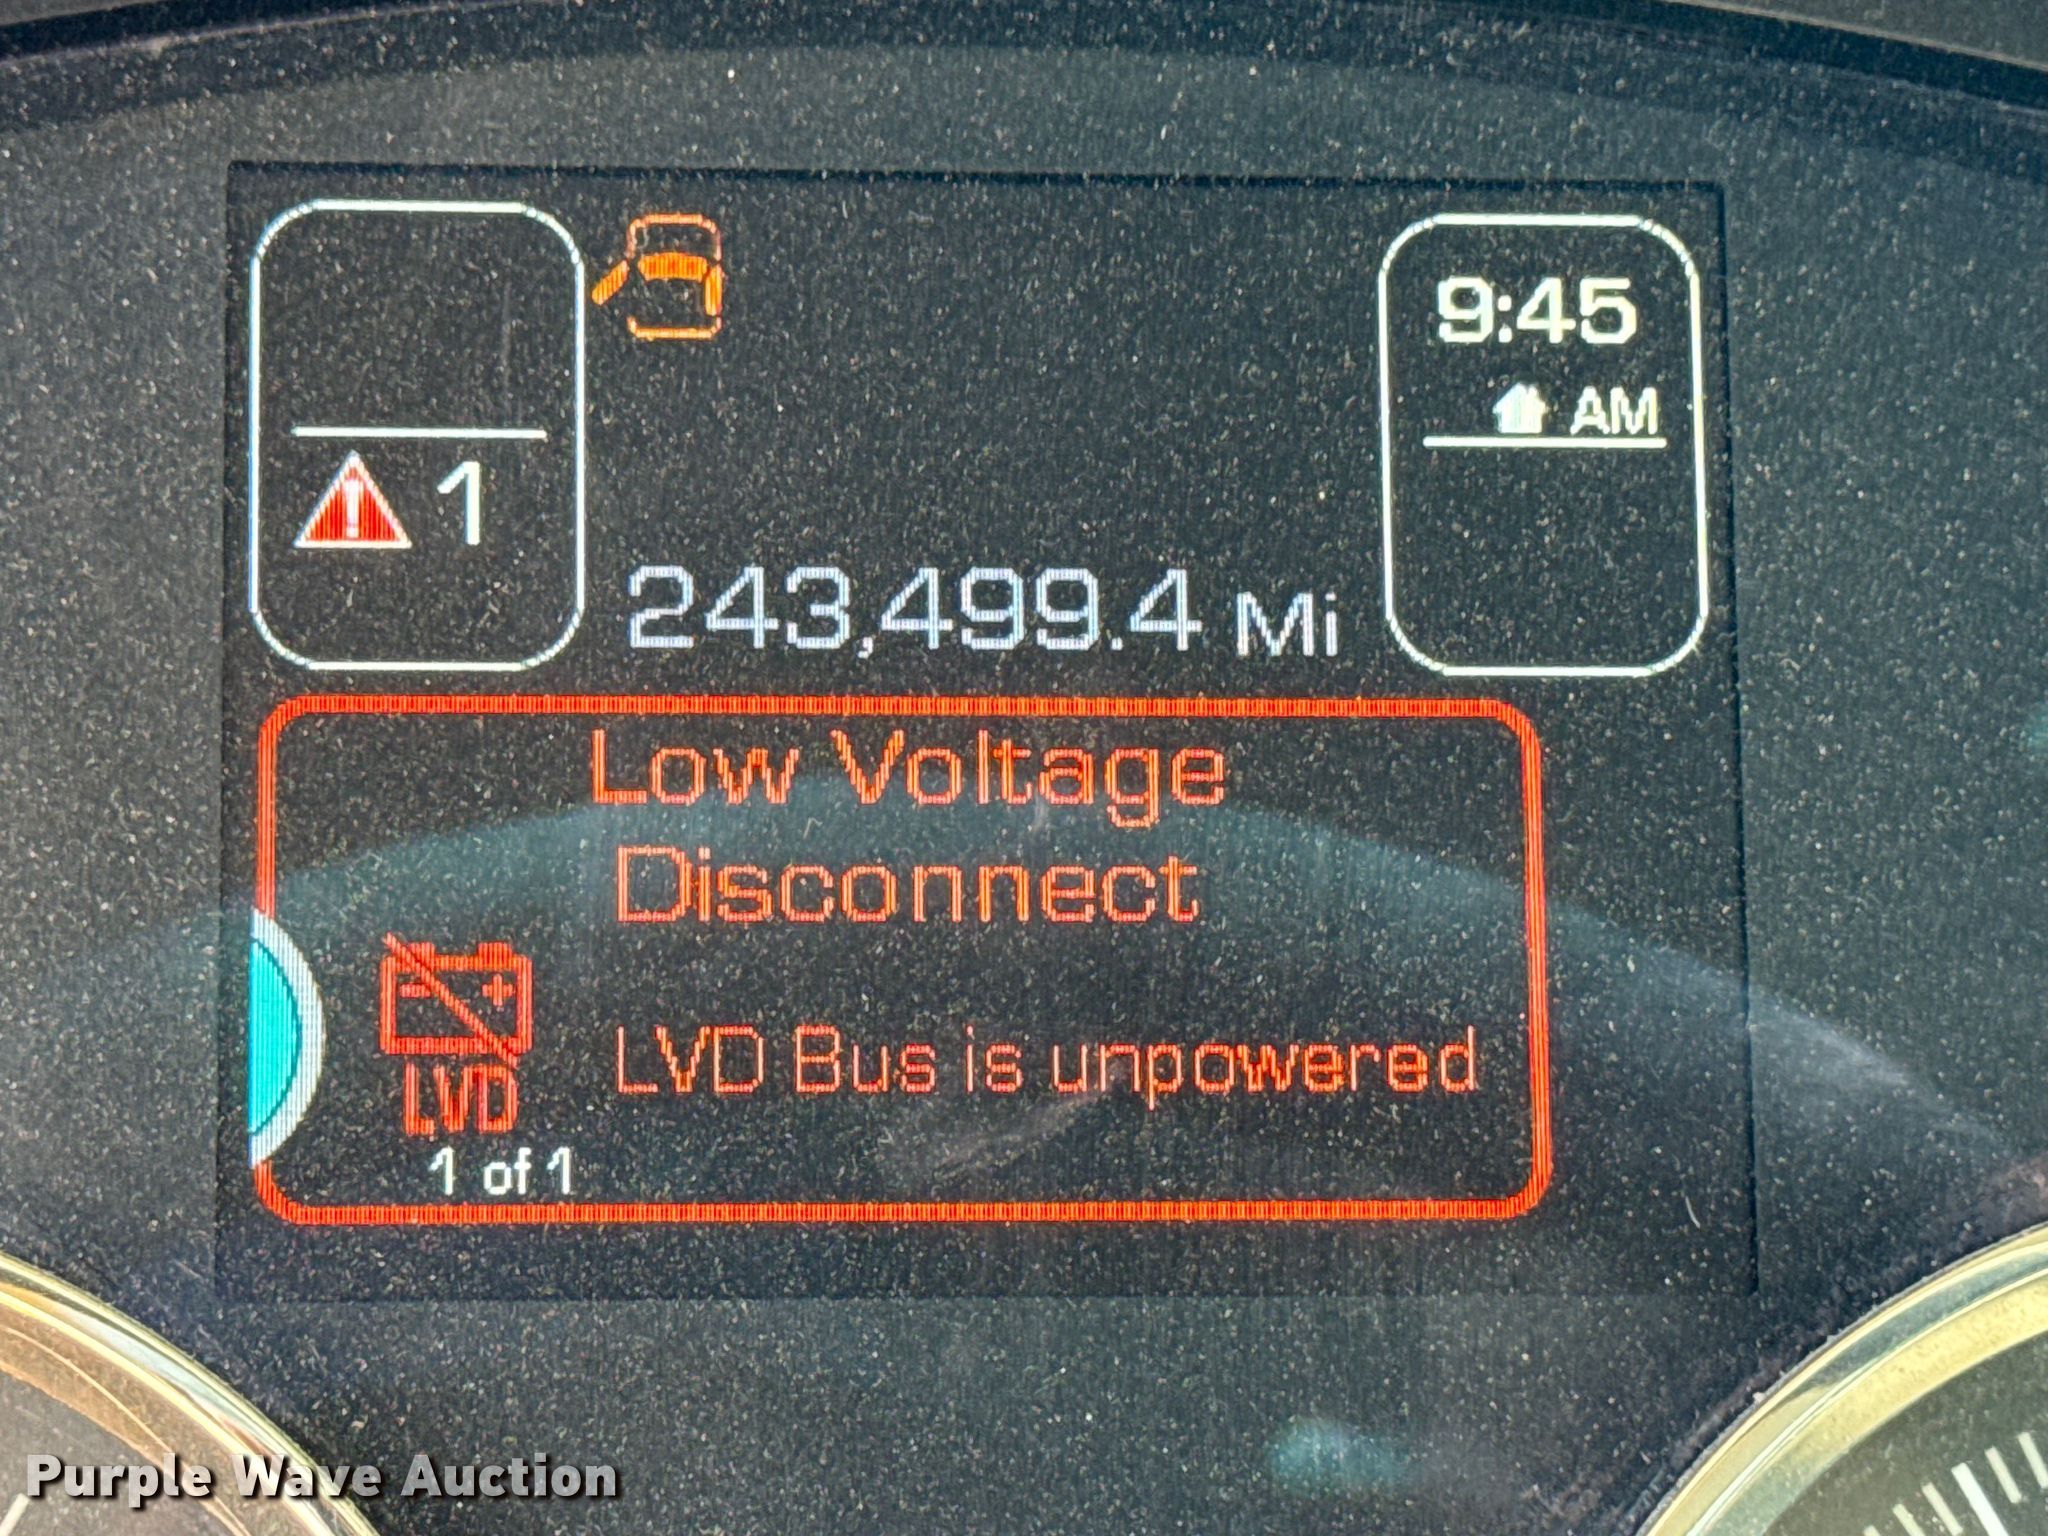 9:45
AM
1
243,499.4 Mi
Low Voltage
Disconnect
LVD Bus is unpowered
LVD
1 of 1
Purple Wave Auction